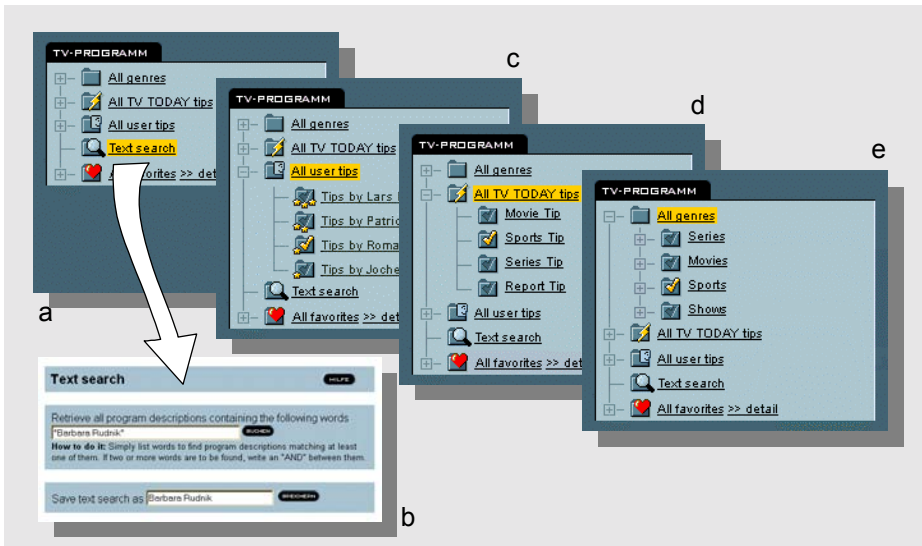 TV-PROGRAMM
All genres
All TV TODAY tips
All user tips
Text search
All favorites >> det
a
Text search
HILFE
Retrieve all program descriptions containing the following words
"Barbara Rudnik"
SUCHEN
How to do it: Simply list words to find program descriptions matching at least
one of them. If two or more words are to be found, write an "AND" between them.
Save text search as Barbara Rudnik
SPEICHERN
b
c
TV-PROGRAMM
All genres
All TV TODAY tips
All user tips
Tips by Lars
Tips by Patric
Tips by Roma
Tips by Joche
Text search
All favorites >> det
d
TV-PROGRAMM
All genres
All TV TODAY tips
Movie Tip
Sports Tip
Series Tip
Report Tip
All user tips
Text search
All favorites >> det
e
TV-PROGRAMM
All genres
Series
Movies
Sports
Shows
All TV TODAY tips
All user tips
Text search
All favorites >> detail